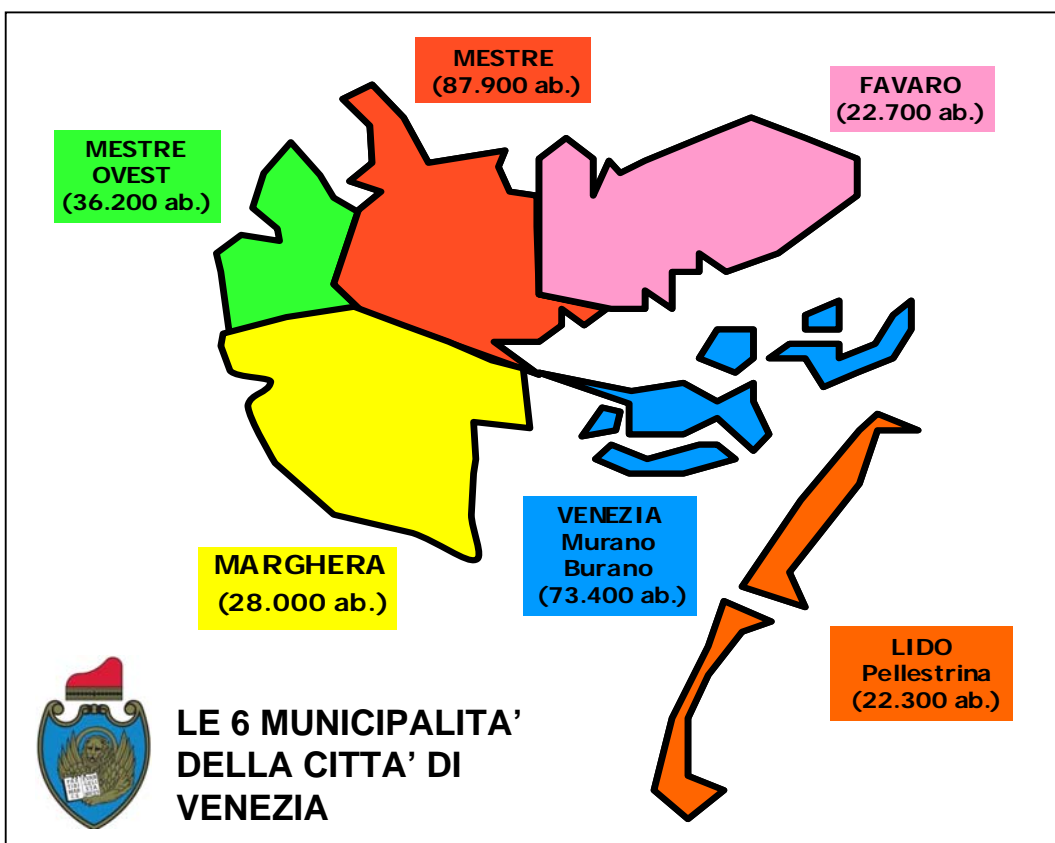 MESTRE
(87.900 ab.)
FAVARO
(22.700 ab.)
MESTRE
OVEST
(36.200 ab.)
VENEZIA
Murano
Burano
(73.400 ab.)
MARGHERA
(28.000 ab.)
LIDO
Pellestrina
(22.300 ab.)
LE 6 MUNICIPALITA’
DELLA CITTA’ DI
VENEZIA